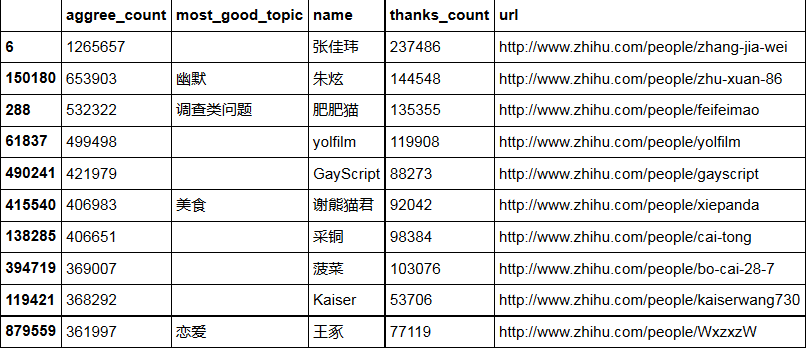 aggree_count most_good_topic name thanks_count url
6 1265657 张佳玮 237486 http://www.zhihu.com/people/zhang-jia-wei
150180 653903 幽默 朱炫 144548 http://www.zhihu.com/people/zhu-xuan-86
288 532322 调查类问题 肥肥猫 135355 http://www.zhihu.com/people/feifeimao
61837 499498 yolfilm 119908 http://www.zhihu.com/people/yolfilm
490241 421979 GayScript 88273 http://www.zhihu.com/people/gayscript
415540 406983 美食 谢熊猫君 92042 http://www.zhihu.com/people/xiepanda
138285 406651 采铜 98384 http://www.zhihu.com/people/cai-tong
394719 369007 菠菜 103076 http://www.zhihu.com/people/bo-cai-28-7
119421 368292 Kaiser 53706 http://www.zhihu.com/people/kaiserwang730
879559 361997 恋爱 王豖 77119 http://www.zhihu.com/people/WxzxzW